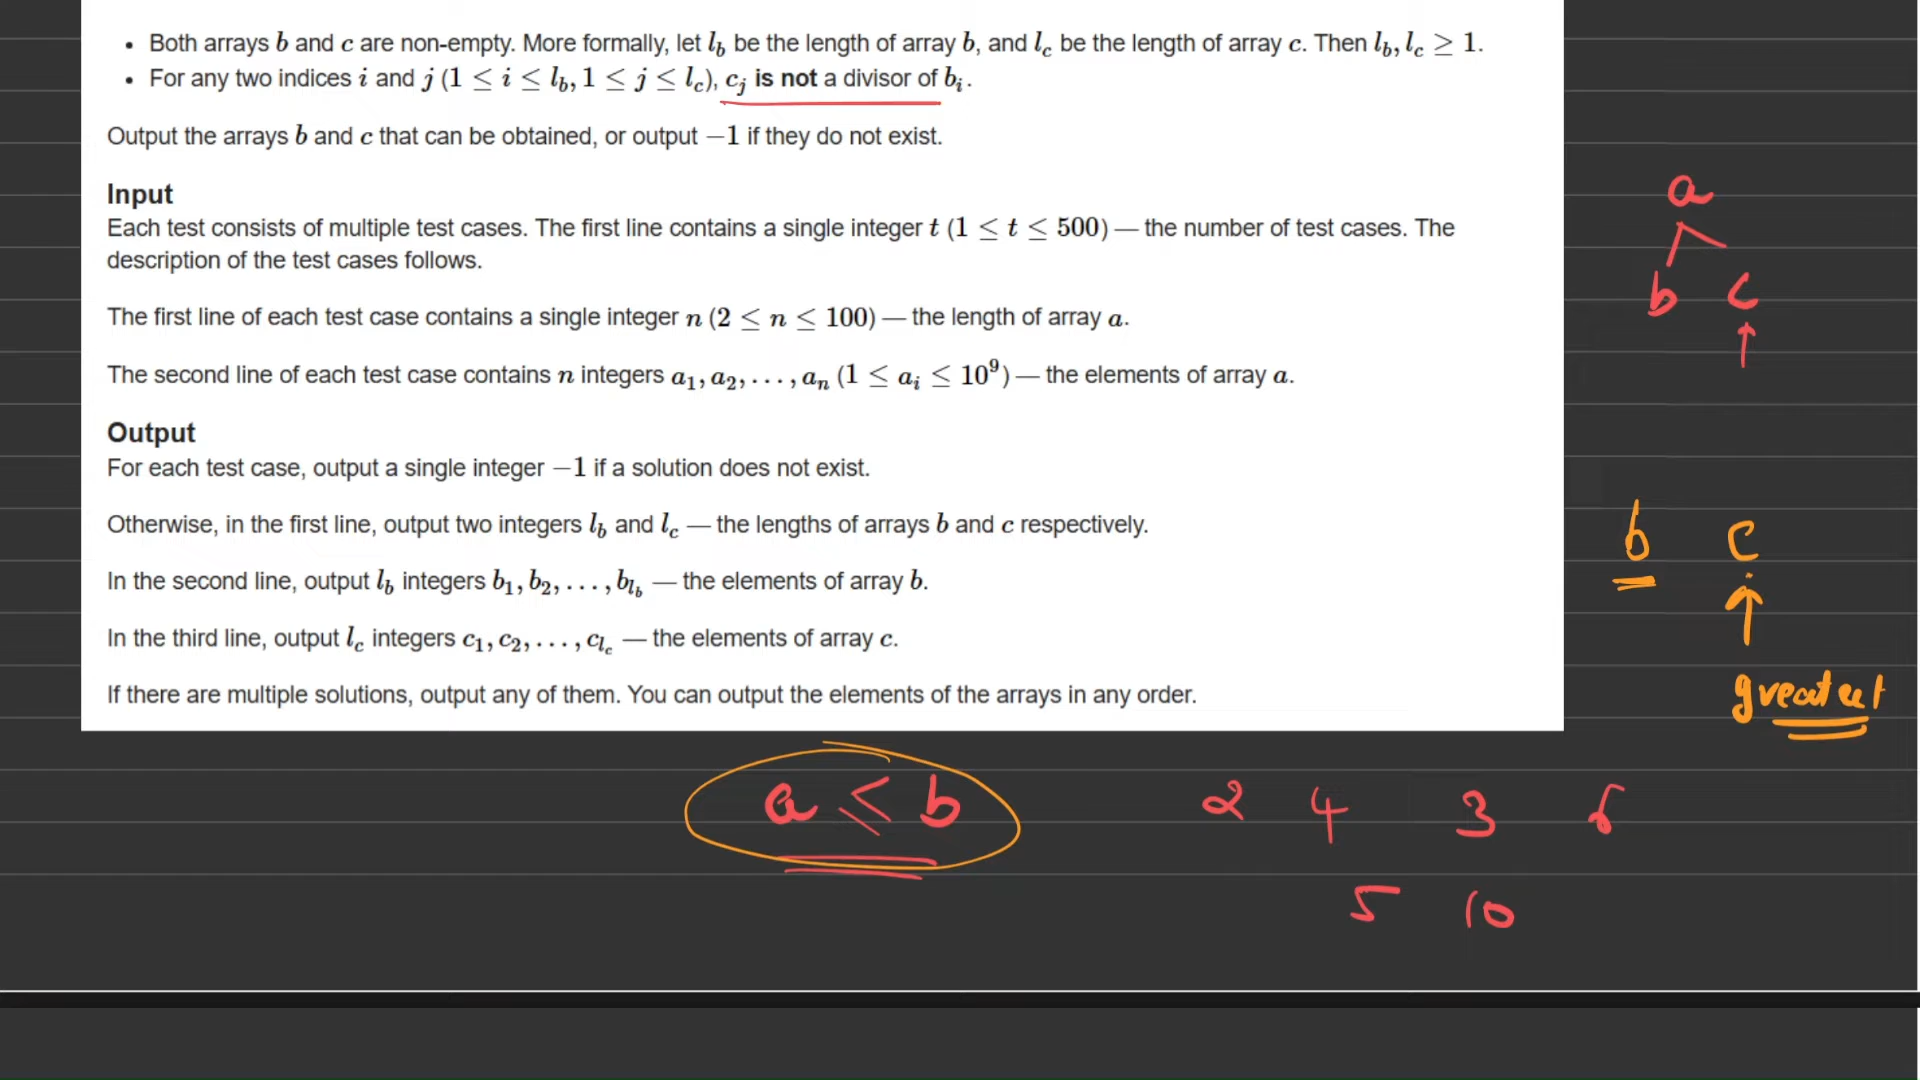 • Both arrays b and c are non-empty. More formally, let l_b be the length of array b, and l_c be the length of array c. Then l_b, l_c ≥ 1.
• For any two indices i and j (1 ≤ i ≤ l_b, 1 ≤ j ≤ l_c), c_j is not a divisor of b_i.
Output the arrays b and c that can be obtained, or output −1 if they do not exist.
Input
Each test consists of multiple test cases. The first line contains a single integer t (1 ≤ t ≤ 500) — the number of test cases. The
description of the test cases follows.
The first line of each test case contains a single integer n (2 ≤ n ≤ 100) — the length of array a.
The second line of each test case contains n integers a_1, a_2, …, a_n (1 ≤ a_i ≤ 10^9) — the elements of array a.
Output
For each test case, output a single integer −1 if a solution does not exist.
Otherwise, in the first line, output two integers l_b and l_c — the lengths of arrays b and c respectively.
In the second line, output l_b integers b_1, b_2, …, b_{l_b} — the elements of array b.
In the third line, output l_c integers c_1, c_2, …, c_{l_c} — the elements of array c.
If there are multiple solutions, output any of them. You can output the elements of the arrays in any order.
a
b c
b c
greatest
a ≤ b 2 4 3 6
5 10